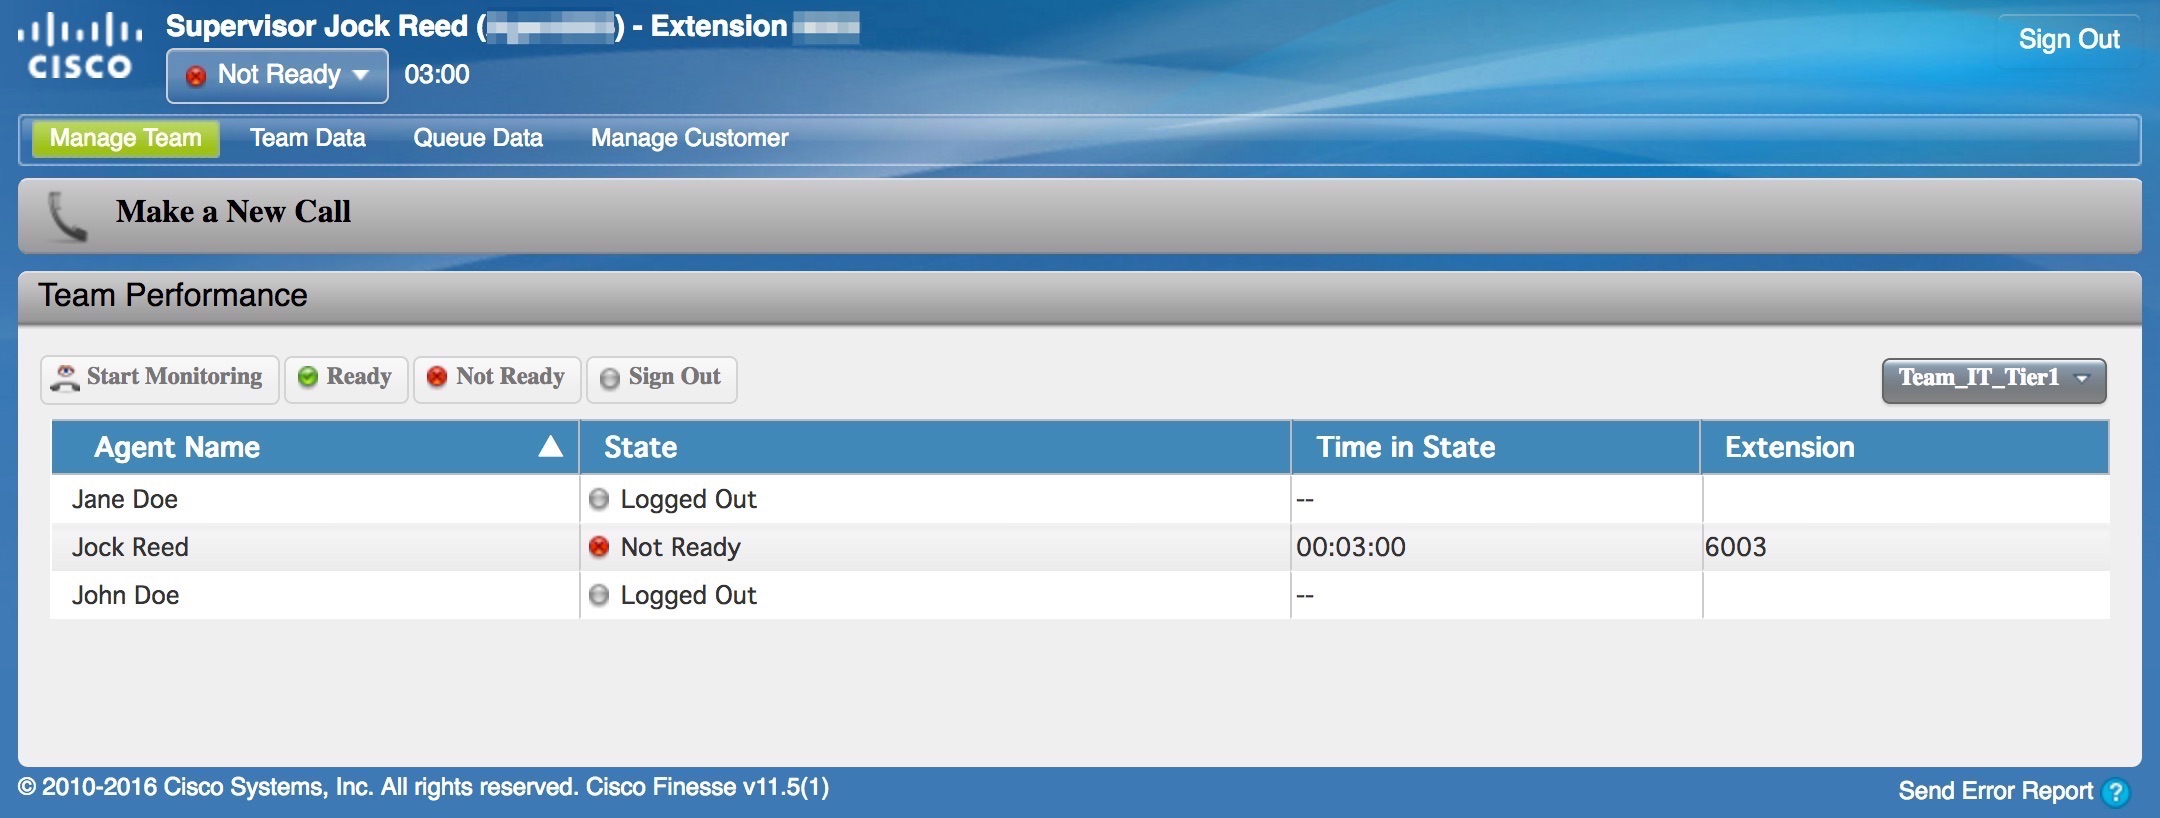 CISCO
Supervisor Jock Reed ( ) - Extension
Sign Out
Not Ready 03:00
Manage Team Team Data Queue Data Manage Customer
Make a New Call
Team Performance
Start Monitoring Ready Not Ready Sign Out Team_IT_Tier1
Agent Name State Time in State Extension
Jane Doe Logged Out --
Jock Reed Not Ready 00:03:00 6003
John Doe Logged Out --
© 2010-2016 Cisco Systems, Inc. All rights reserved. Cisco Finesse v11.5(1)
Send Error Report ?